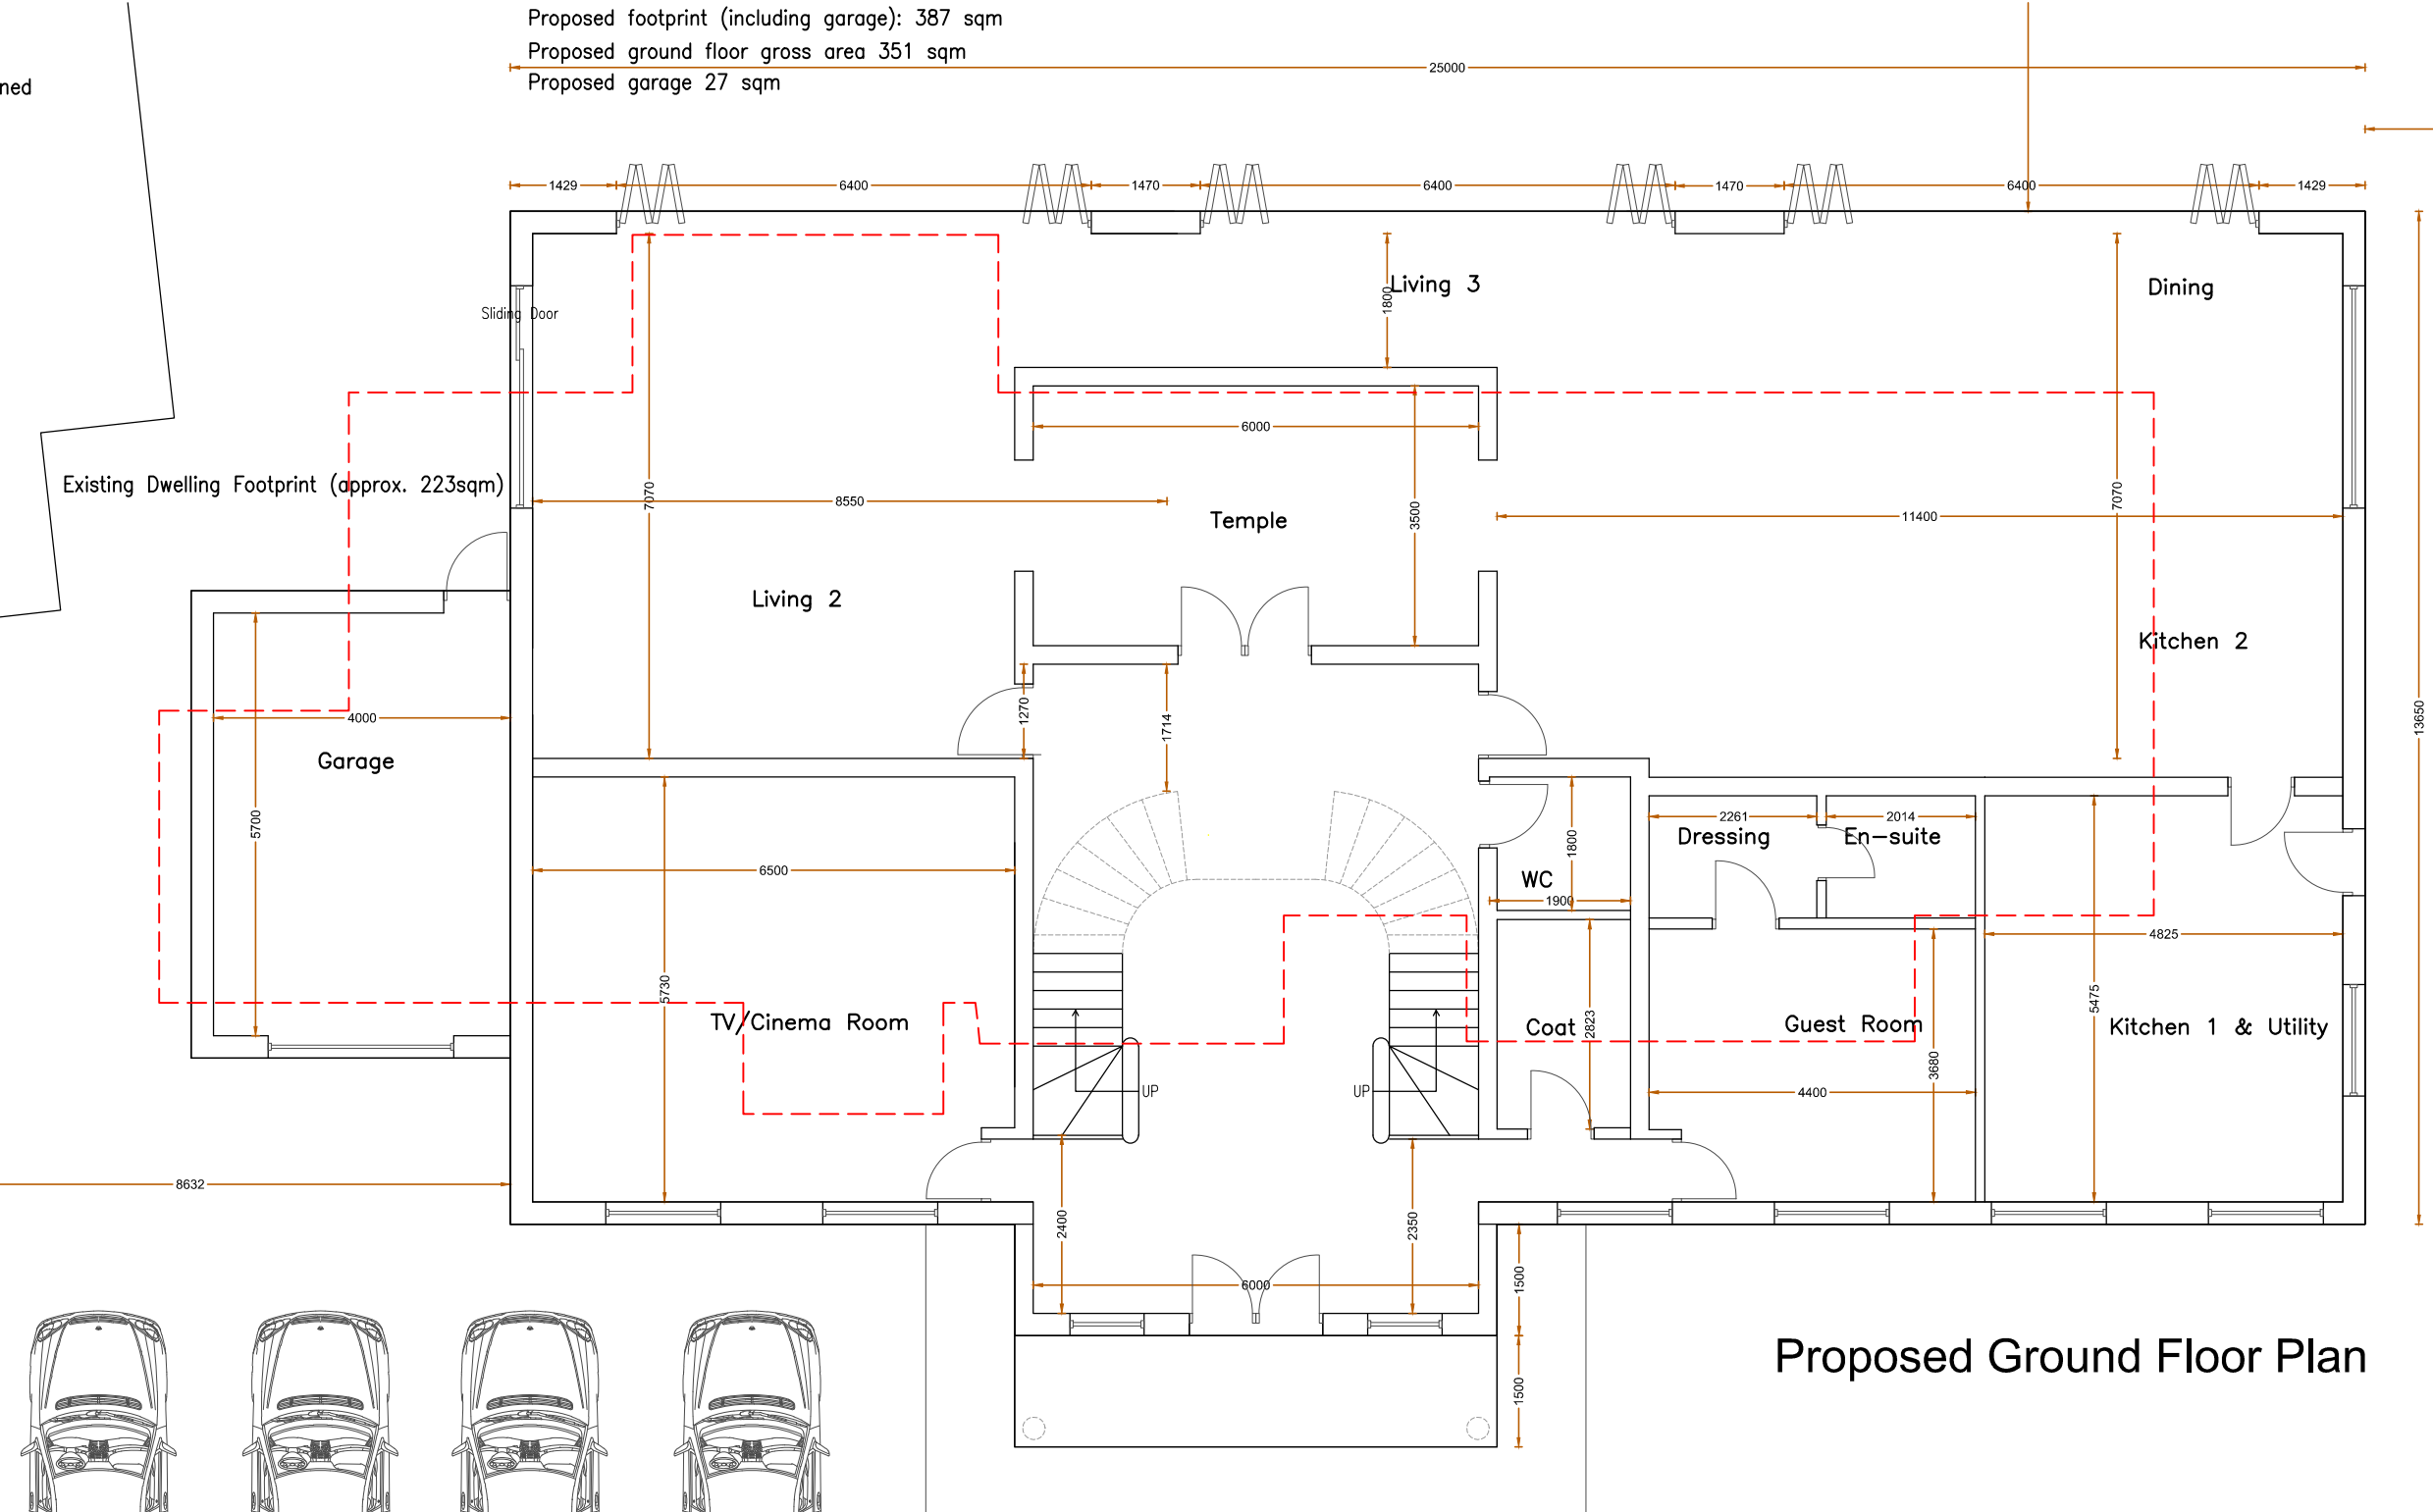 Proposed footprint (including garage): 387 sqm
Proposed ground floor gross area 351 sqm
25000
Proposed garage 27 sqm
ned
1429
6400
1470
6400
1470
6400
1429
Living 3
Dining
1800
Sliding Door
6000
Existing Dwelling Footprint (approx. 223sqm)
7070
8550
3500
7070
11400
Temple
Living 2
Kitchen 2
4000
1270
1714
13650
Garage
5700
2261
2014
Dressing
En-suite
1800
6500
WC
1900
4825
5730
5475
TV/Cinema Room
Coat
2823
Guest Room
Kitchen 1 & Utility
3680
UP
UP
4400
8632
2400
2350
6000
1500
Proposed Ground Floor Plan
1500